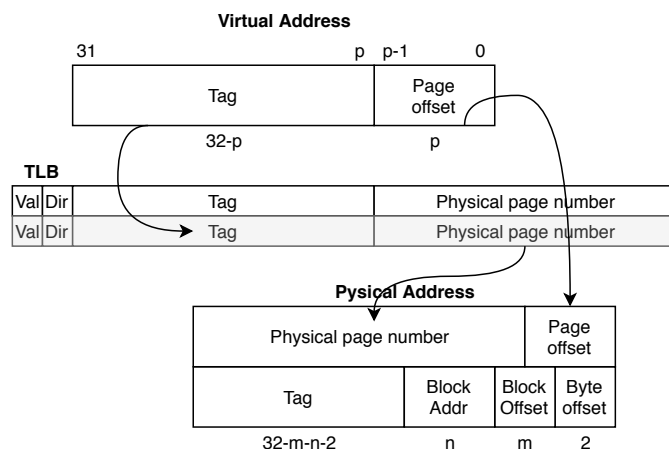 Virtual Address
31 p p-1 0
Tag Page offset
32-p p
TLB
Val Dir Tag Physical page number
Val Dir Tag Physical page number
Pysical Address
Physical page number Page offset
Tag Block Addr Block Offset Byte offset
32-m-n-2 n m 2